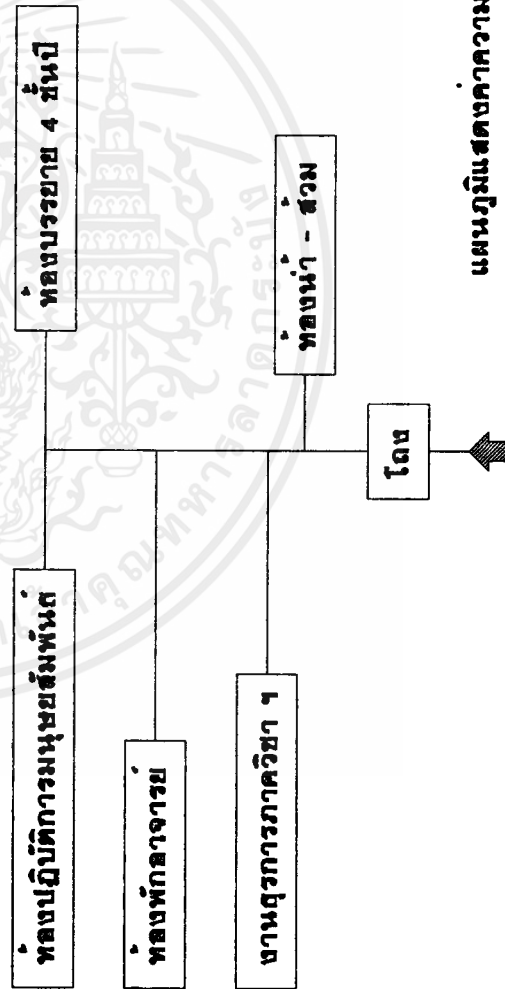 ห้องปฏิบัติการมนุษยสัมพันธ์
ห้องบรรยาย 4 ชั้นปี
ห้องพักอาจารย์
งานธุรการภาควิชา ฯ
ห้องน้ำ - ส้วม
โถง
แผนภูมิแสดงค่าความ